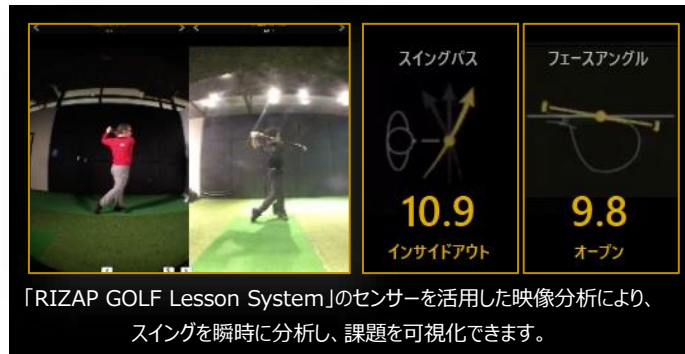 スイングパス
フェースアングル
10.9
9.8
インサイドアウト
オープン
「RIZAP GOLF Lesson System」のセンサーを活用した映像分析により、
スイングを瞬時に分析し、課題を可視化できます。